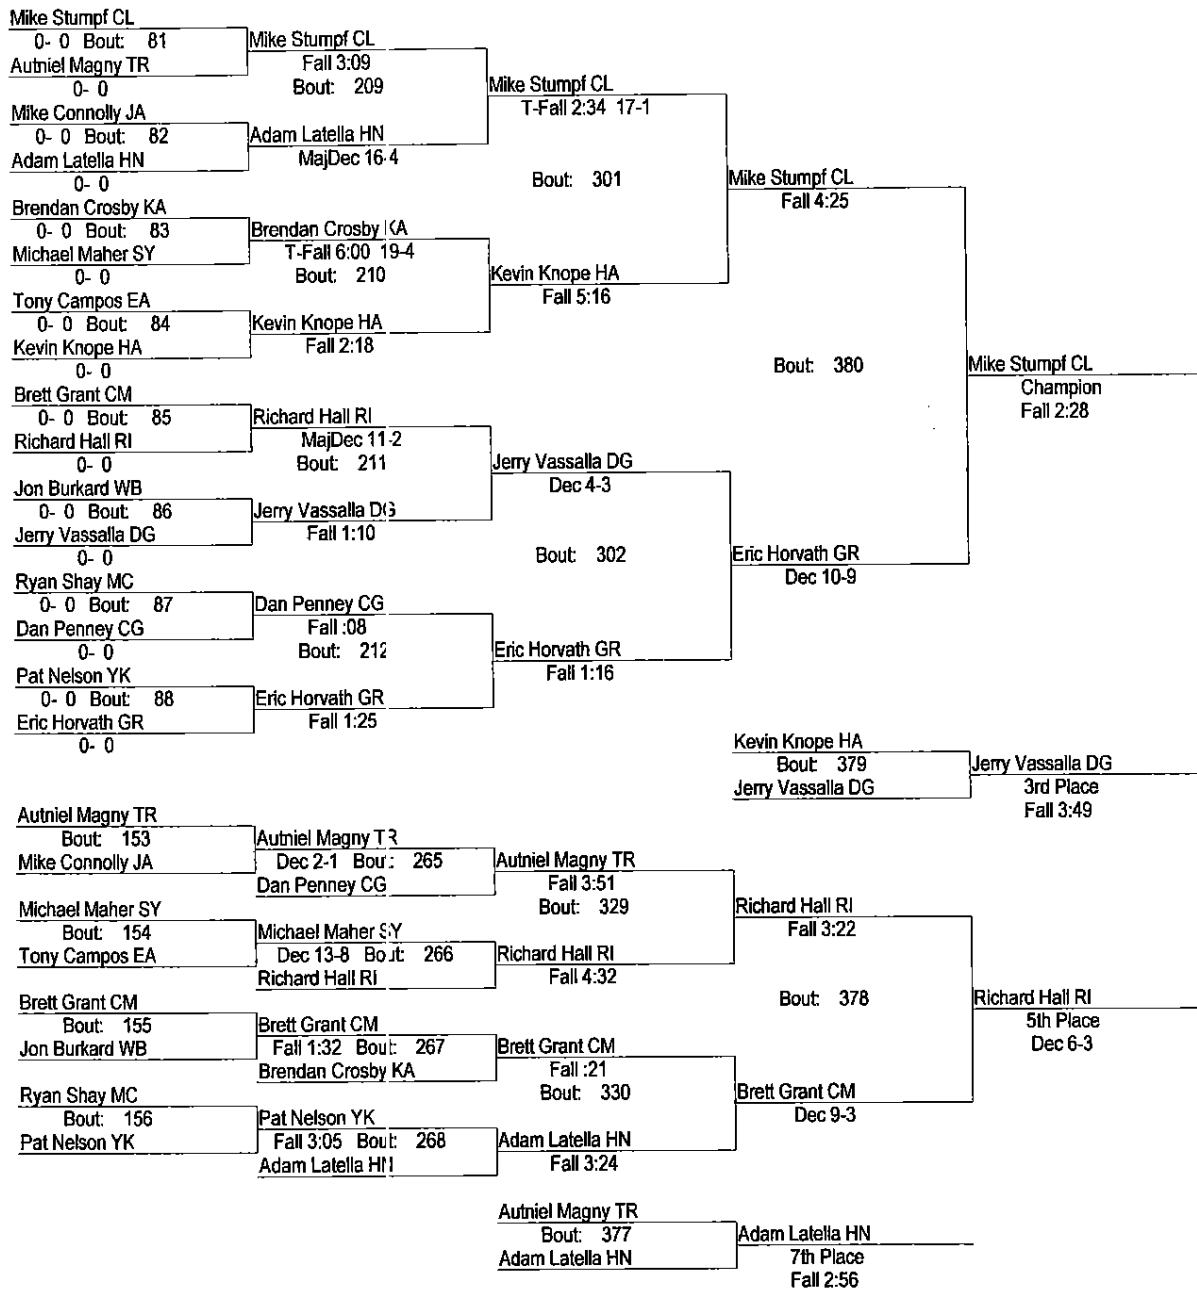 Mike Stumpf CL
0- 0 Bout: 81
Autniel Magny TR
0- 0
Mike Connolly JA
0- 0 Bout: 82
Adam Latella HN
0- 0
Brendan Crosby KA
0- 0 Bout: 83
Michael Maher SY
0- 0
Tony Campos EA
0- 0 Bout: 84
Kevin Knope HA
0- 0
Brett Grant CM
0- 0 Bout: 85
Richard Hall RI
0- 0
Jon Burkard WB
0- 0 Bout: 86
Jerry Vassalla DG
0- 0
Ryan Shay MC
0- 0 Bout: 87
Dan Penney CG
0- 0
Pat Nelson YK
0- 0 Bout: 88
Eric Horvath GR
0- 0
Mike Stumpf CL
Fall 3:09
Bout: 209
Adam Latella HN
MajDec 16-4
Brendan Crosby KA
T-Fall 6:00 19-4
Bout: 210
Kevin Knope HA
Fall 2:18
Richard Hall RI
MajDec 11-2
Bout: 211
Jerry Vassalla DG
Fall 1:10
Dan Penney CG
Fall :08
Bout: 212
Eric Horvath GR
Fall 1:25
Mike Stumpf CL
T-Fall 2:34 17-1
Bout: 301
Kevin Knope HA
Fall 5:16
Jerry Vassalla DG
Dec 4-3
Bout: 302
Eric Horvath GR
Fall 1:16
Mike Stumpf CL
Fall 4:25
Bout: 380
Eric Horvath GR
Dec 10-9
Mike Stumpf CL
Champion
Fall 2:28
Kevin Knope HA
Bout: 379
Jerry Vassalla DG
Jerry Vassalla DG
3rd Place
Fall 3:49
Autniel Magny TR
Bout: 153
Mike Connolly JA
Michael Maher SY
Bout: 154
Tony Campos EA
Brett Grant CM
Bout: 155
Jon Burkard WB
Ryan Shay MC
Bout: 156
Pat Nelson YK
Autniel Magny TR
Dec 2-1 Bout: 265
Dan Penney CG
Michael Maher SY
Dec 13-8 Bout: 266
Richard Hall RI
Brett Grant CM
Fall 1:32 Bout: 267
Brendan Crosby KA
Pat Nelson YK
Fall 3:05 Bout: 268
Adam Latella HN
Autniel Magny TR
Fall 3:51
Bout: 329
Richard Hall RI
Fall 4:32
Brett Grant CM
Fall :21
Bout: 330
Adam Latella HN
Fall 3:24
Richard Hall RI
Fall 3:22
Bout: 378
Brett Grant CM
Dec 9-3
Richard Hall RI
5th Place
Dec 6-3
Autniel Magny TR
Bout: 377
Adam Latella HN
Adam Latella HN
7th Place
Fall 2:56